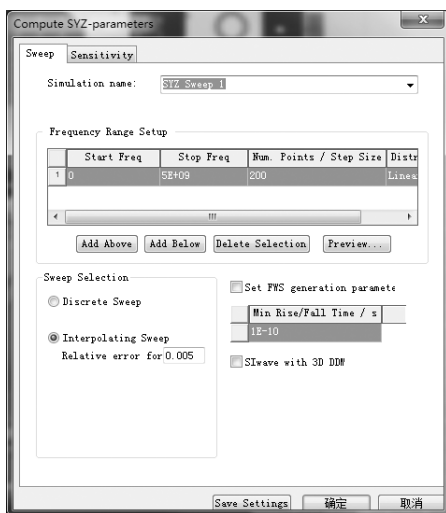 Compute SYZ-parameters
Sweep Sensitivity
Simulation name: SYZ Sweep 1
Frequency Range Setup
Start Freq Stop Freq Num. Points / Step Size Distr
1 0 5E+09 200 Linea
Add Above Add Below Delete Selection Preview...
Sweep Selection
Discrete Sweep
Interpolating Sweep
Relative error for 0.005
Set FWS generation paramete
Min Rise/Fall Time / s
1E-10
SIwave with 3D DDM
Save Settings 确定 取消